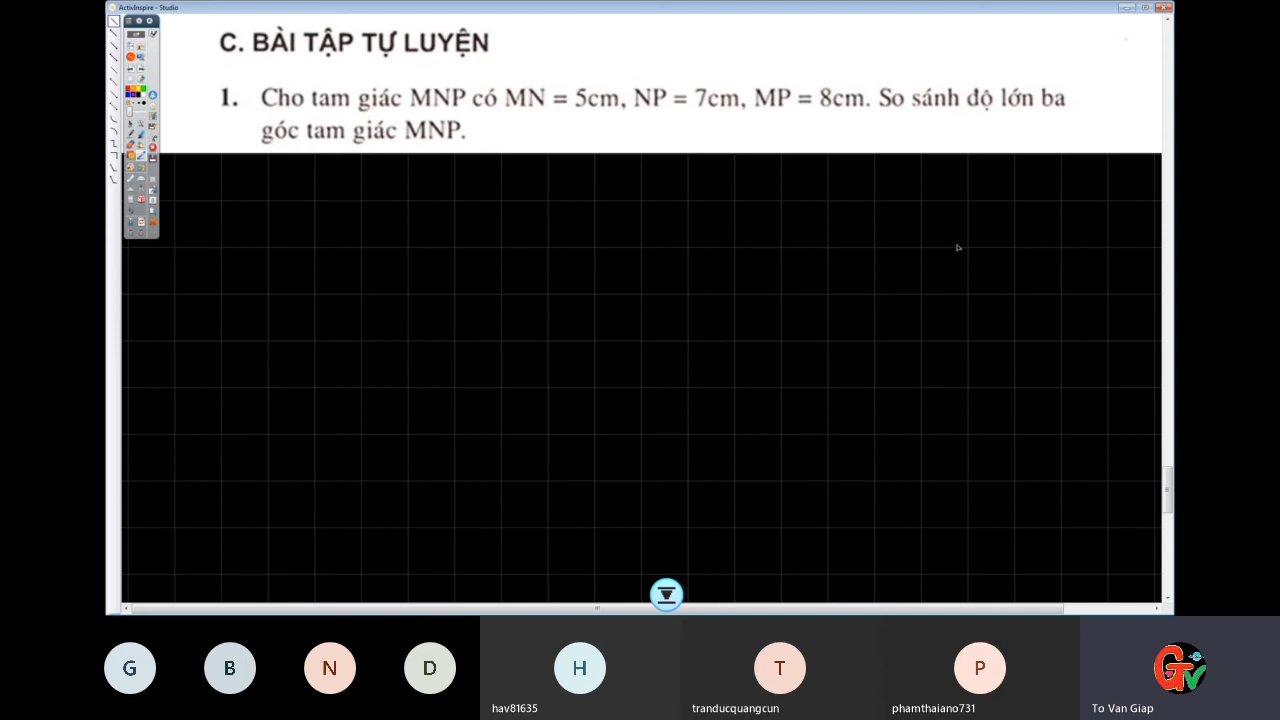 ActivInspire - Studio
C. BÀI TẬP TỰ LUYỆN
1. Cho tam giác MNP có MN = 5cm, NP = 7cm, MP = 8cm. So sánh độ lớn ba
góc tam giác MNP.
G B N D H T P
hav81635 tranducquangcun phamthaiano731 To Van Giap